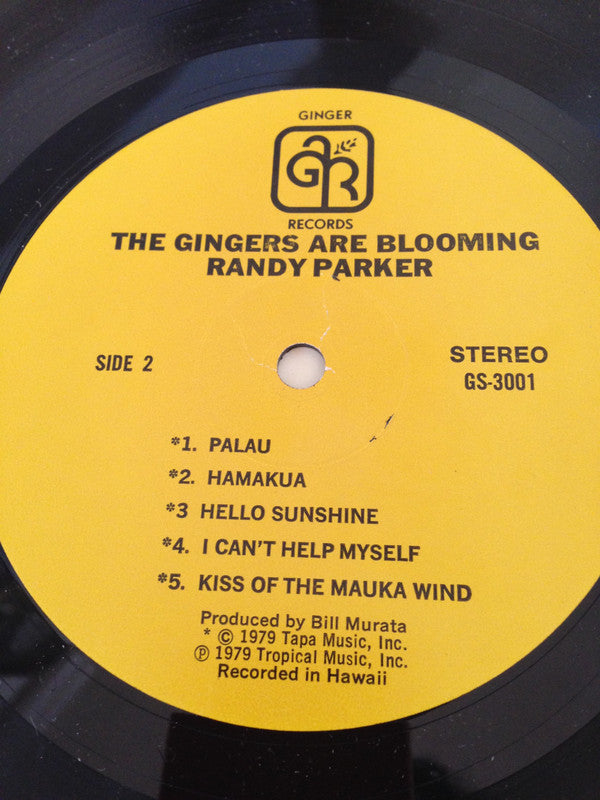 GINGER
GR
RECORDS
THE GINGERS ARE BLOOMING
RANDY PARKER
SIDE 2
STEREO
GS-3001
*1. PALAU
*2. HAMAKUA
*3 HELLO SUNSHINE
*4. I CAN'T HELP MYSELF
*5. KISS OF THE MAUKA WIND
Produced by Bill Murata
* © 1979 Tapa Music, Inc.
℗ 1979 Tropical Music, Inc.
Recorded in Hawaii